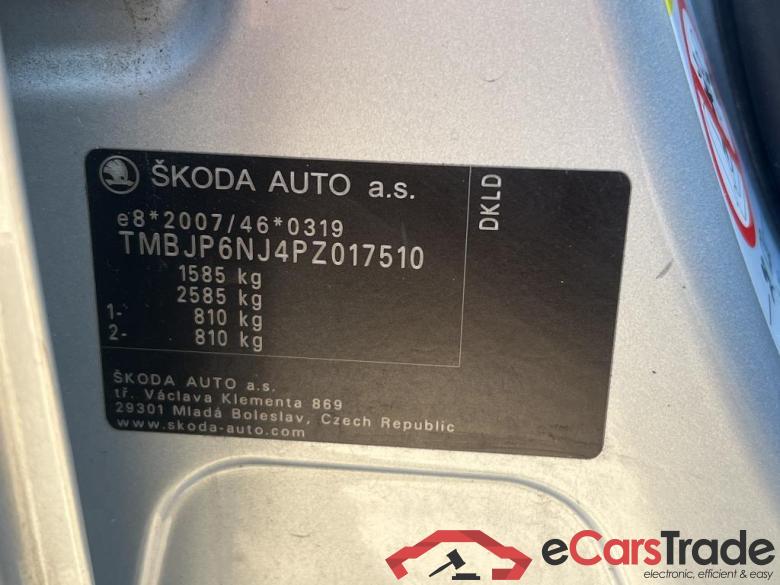 ŠKODA AUTO a.s.
e8*2007/46*0319
TMBJP6NJ4PZ017510
1585 kg
2585 kg
1- 810 kg
2- 810 kg
DKLD
ŠKODA AUTO a.s.
tř. Václava Klementa 869
29301 Mladá Boleslav, Czech Republic
www.skoda-auto.com
eCarsTrade
electronic, efficient & easy